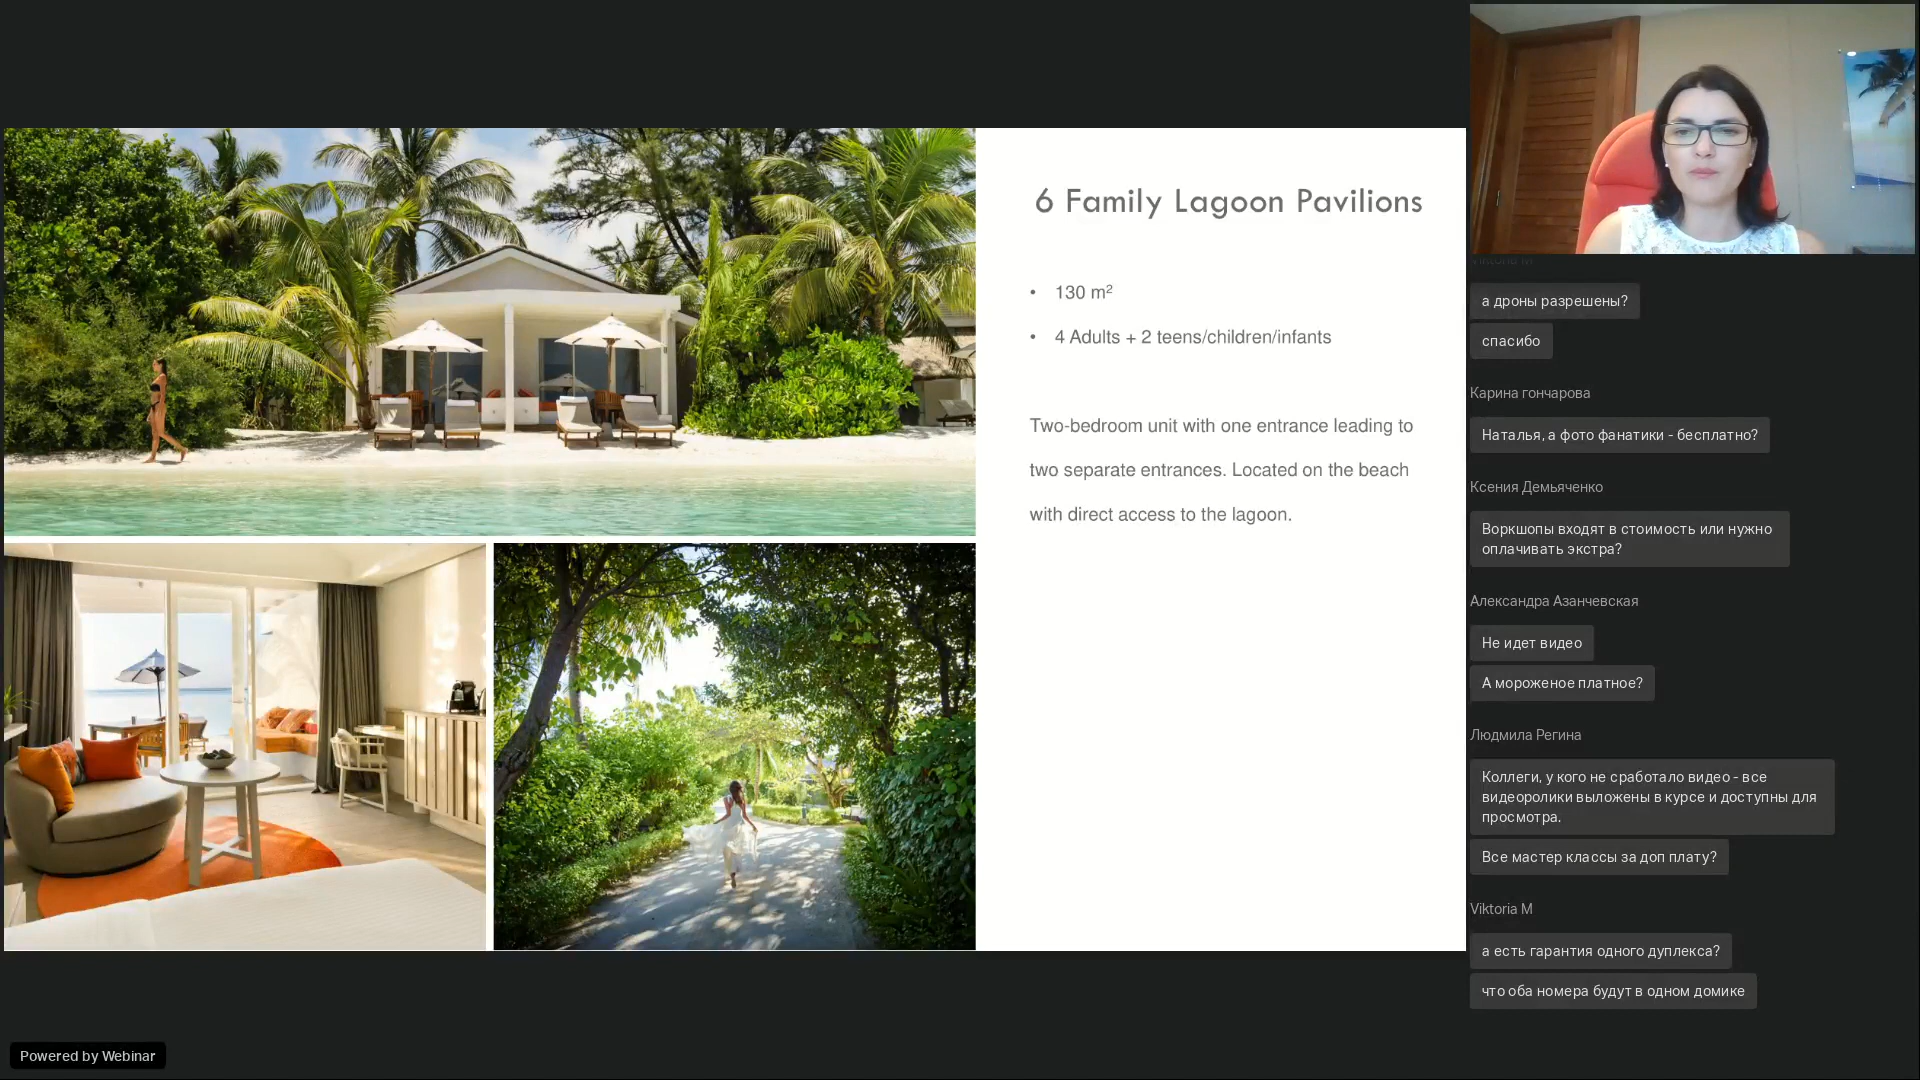 6 Family Lagoon Pavilions
• 130 m²
• 4 Adults + 2 teens/children/infants
Two-bedroom unit with one entrance leading to
two separate entrances. Located on the beach
with direct access to the lagoon.
Viktoria M
а дроны разрешены?
спасибо
Карина гончарова
Наталья, а фото фанатики - бесплатно?
Ксения Демьяченко
Воркшопы входят в стоимость или нужно
оплачивать экстра?
Александра Азанчевская
Не идет видео
А мороженое платное?
Людмила Регина
Коллеги, у кого не сработало видео - все
видеоролики выложены в курсе и доступны для
просмотра.
Все мастер классы за доп плату?
Viktoria M
а есть гарантия одного дуплекса?
что оба номера будут в одном домике
Powered by Webinar